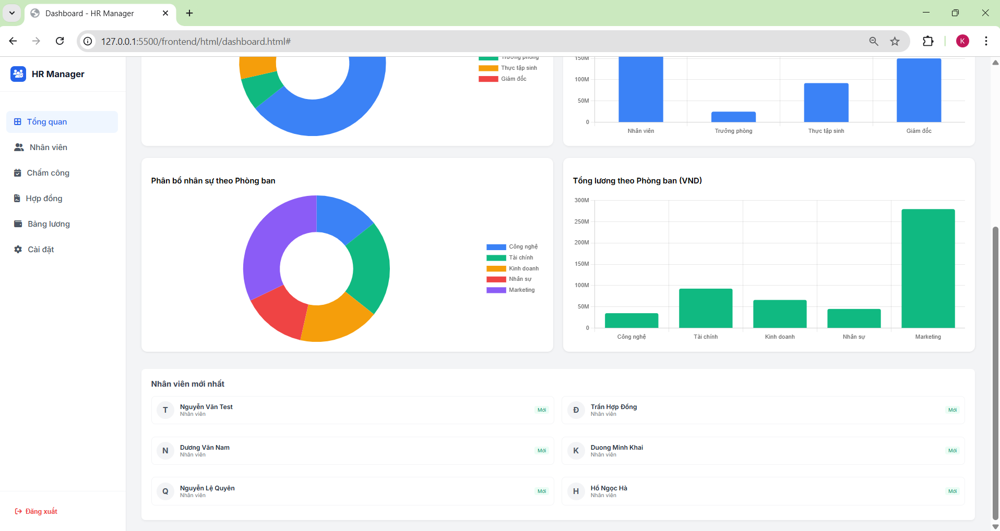 Dashboard - HR Manager
127.0.0.1:5500/frontend/html/dashboard.html#
K
HR Manager
Tổng quan
Nhân viên
Chấm công
Hợp đồng
Bảng lương
Cài đặt
Đăng xuất
Trưởng phòng
Thực tập sinh
Giám đốc
150M
100M
50M
0
Nhân viên
Trưởng phòng
Thực tập sinh
Giám đốc
Phân bổ nhân sự theo Phòng ban
Công nghệ
Tài chính
Kinh doanh
Nhân sự
Marketing
Tổng lương theo Phòng ban (VND)
300M
250M
200M
150M
100M
50M
0
Công nghệ
Tài chính
Kinh doanh
Nhân sự
Marketing
Nhân viên mới nhất
T
Nguyễn Văn Test
Nhân viên
Mới
Đ
Trần Hợp Đồng
Nhân viên
Mới
N
Dương Văn Nam
Nhân viên
Mới
K
Duong Minh Khai
Nhân viên
Mới
Q
Nguyễn Lệ Quyên
Nhân viên
Mới
H
Hồ Ngọc Hà
Nhân viên
Mới